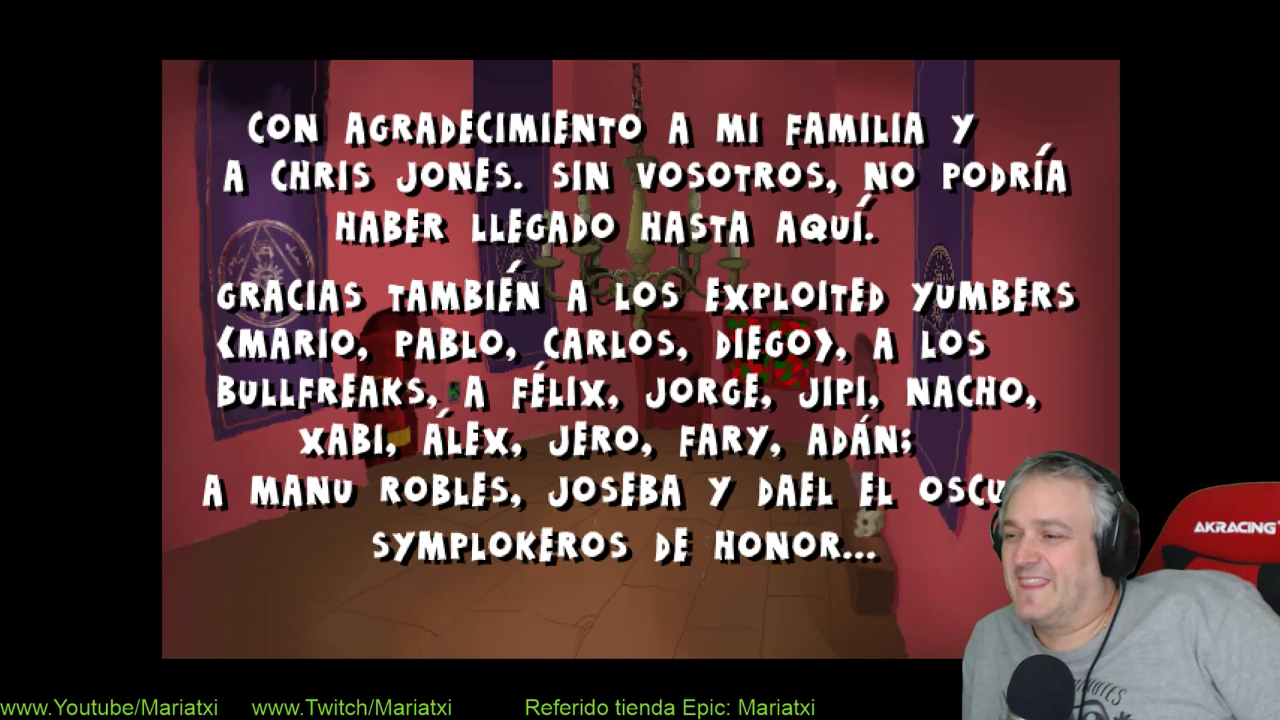 CON AGRADECIMIENTO A MI FAMILIA Y
A CHRIS JONES. SIN VOSOTROS, NO PODRÍA
HABER LLEGADO HASTA AQUÍ.
GRACIAS TAMBIÉN A LOS EXPLOITED YUMBERS
(MARIO, PABLO, CARLOS, DIEGO), A LOS
BULLFREAKS, A FÉLIX, JORGE, JIPI, NACHO,
XABI, ÁLEX, JERO, FARY, ADÁN;
A MANU ROBLES, JOSEBA Y DAEL EL
SYMPLOKEROS DE HONOR...
AKRACING
www.Youtube/Mariatxi www.Twitch/Mariatxi Referido tienda Epic: Mariatxi